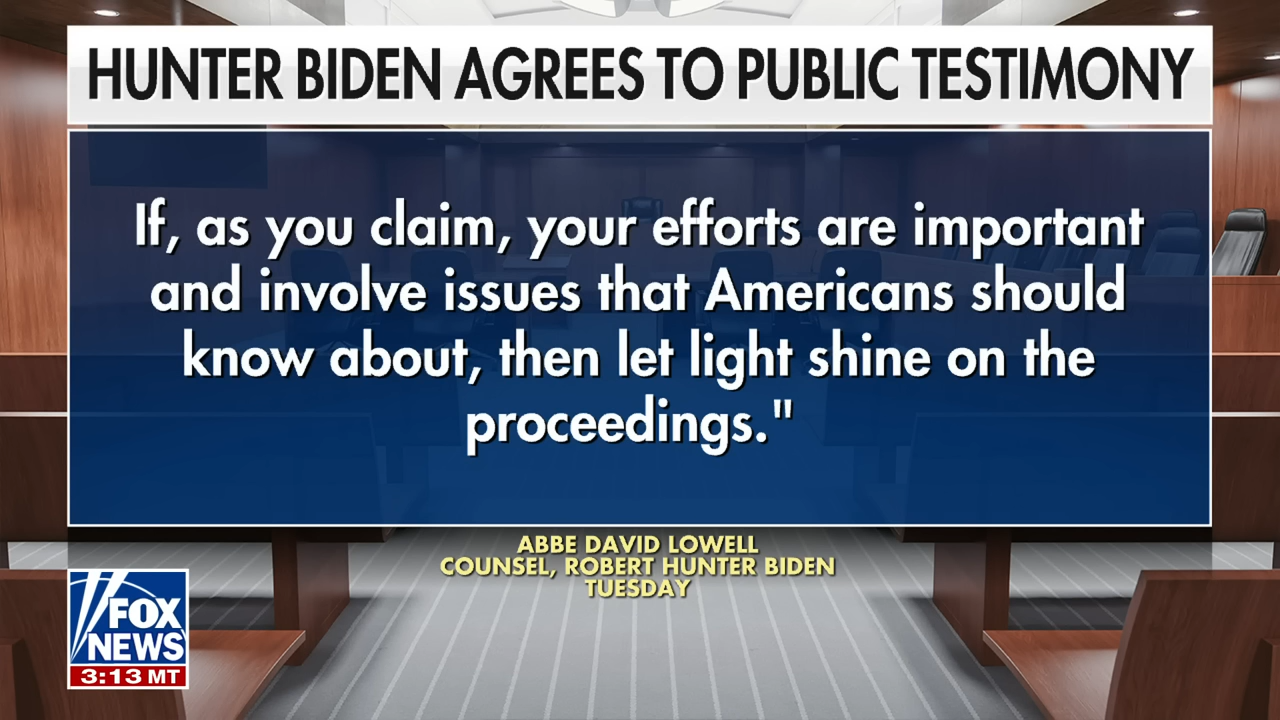 HUNTER BIDEN AGREES TO PUBLIC TESTIMONY
If, as you claim, your efforts are important
and involve issues that Americans should
know about, then let light shine on the
proceedings."
ABBE DAVID LOWELL
COUNSEL, ROBERT HUNTER BIDEN
TUESDAY
FOX
NEWS
3:13 MT